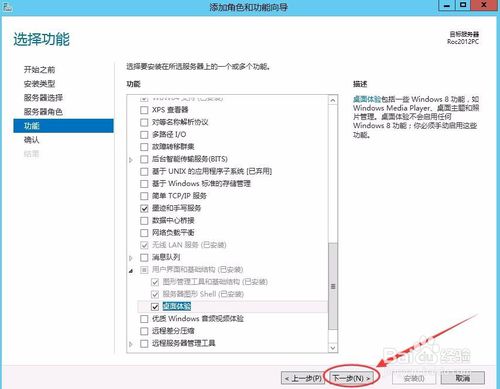 添加角色和功能向导
选择功能
目标服务器
Roc2012PC
开始之前
安装类型
服务器选择
服务器角色
功能
确认
结果
选择要安装在所选服务器上的一个或多个功能。
功能
WoW64 支持 (已安装)
XPS 查看器
对等名称解析协议
多路径 I/O
故障转移群集
后台智能传输服务(BITS)
基于 UNIX 的应用程序子系统 [已弃用]
基于 Windows 标准的存储管理
简单 TCP/IP 服务
墨迹和手写服务
数据中心桥接
网络负载平衡
无线 LAN 服务 (已安装)
消息队列
用户界面和基础结构 (已安装)
图形管理工具和基础结构 (已安装)
服务器图形 Shell (已安装)
桌面体验
优质 Windows 音频视频体验
远程差分压缩
远程服务器管理工具
描述
桌面体验包括一些 Windows 8 功能，如
Windows Media Player、桌面主题和照
片管理。桌面体验不会启用任何
Windows 8 功能；你必须手动启用这些
功能。
Baidu 经验
< 上一步(P)
下一步(N) >
安装(I)
取消